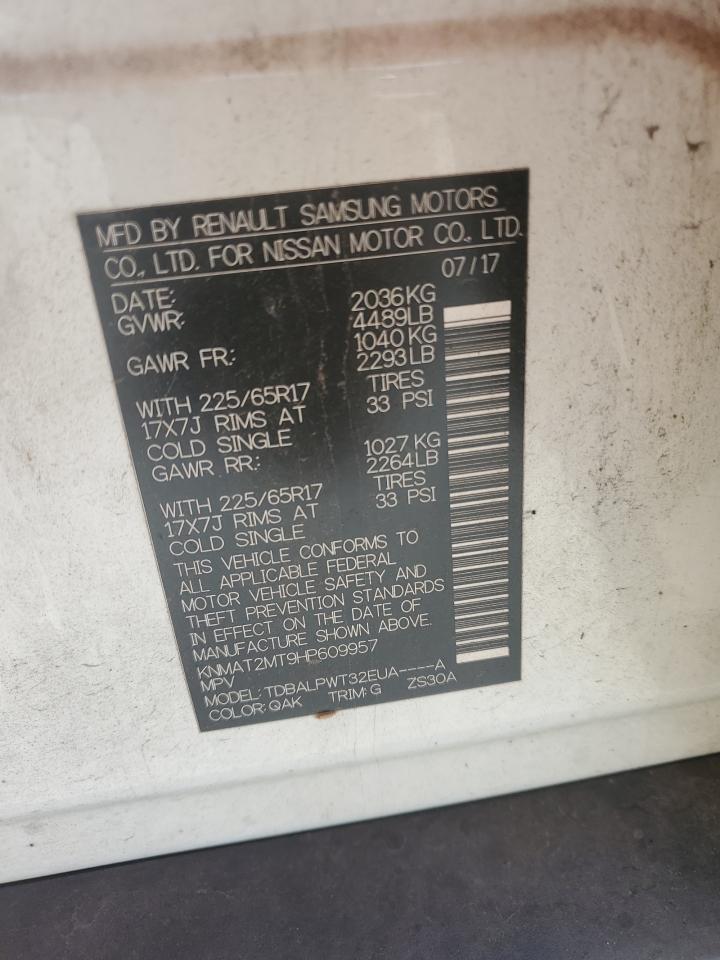 MFD BY RENAULT SAMSUNG MOTORS
CO., LTD. FOR NISSAN MOTOR CO., LTD.
DATE: 07/17
GVWR: 2036KG
4489LB
GAWR FR.: 1040 KG
2293LB
WITH 225/65R17 TIRES
17X7J RIMS AT 33 PSI
COLD SINGLE
GAWR RR.: 1027 KG
2264LB
WITH 225/65R17 TIRES
17X7J RIMS AT 33 PSI
COLD SINGLE
THIS VEHICLE CONFORMS TO
ALL APPLICABLE FEDERAL
MOTOR VEHICLE SAFETY AND
THEFT PREVENTION STANDARDS
IN EFFECT ON THE DATE OF
MANUFACTURE SHOWN ABOVE.
KNMAT2MT9HP609957
MPV
MODEL: TDBALPWT32EUA----A
COLOR: QAK TRIM: G ZS30A